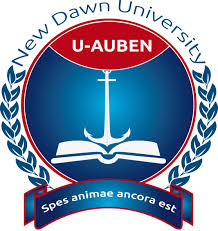 New Dawn University
U-AUBEN
Spes animae ancora est